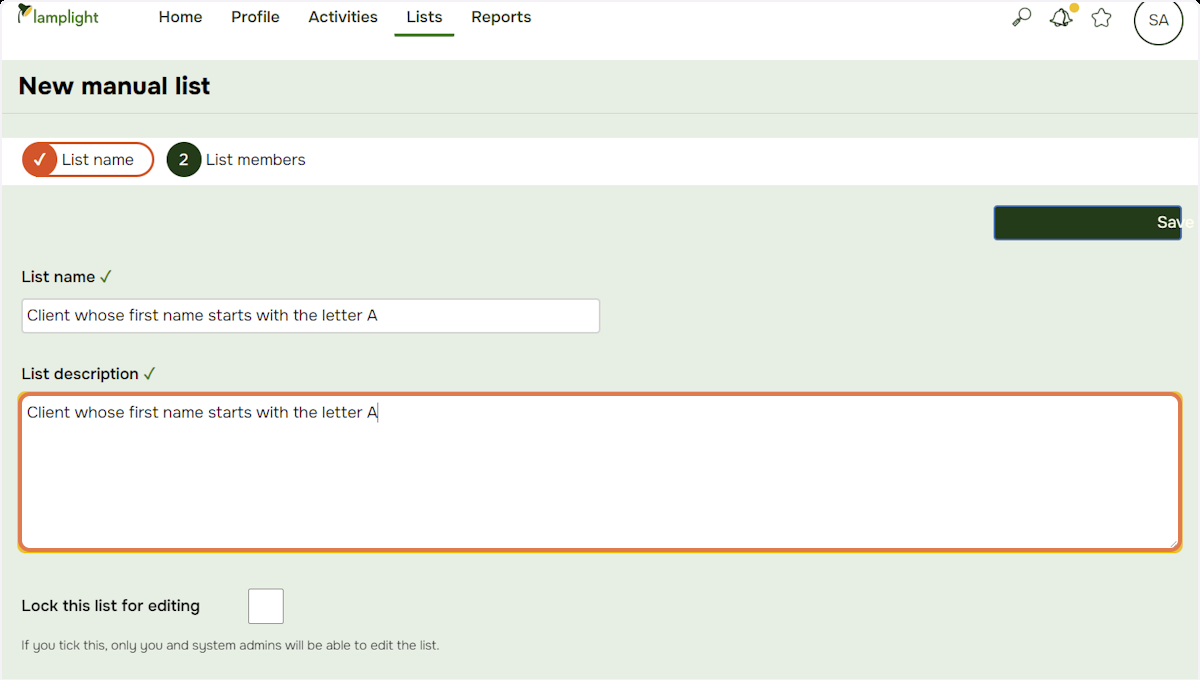 lamplight Home Profile Activities Lists Reports SA
New manual list
List name 2 List members
Save
List name
Client whose first name starts with the letter A
List description
Client whose first name starts with the letter A
Lock this list for editing
If you tick this, only you and system admins will be able to edit the list.